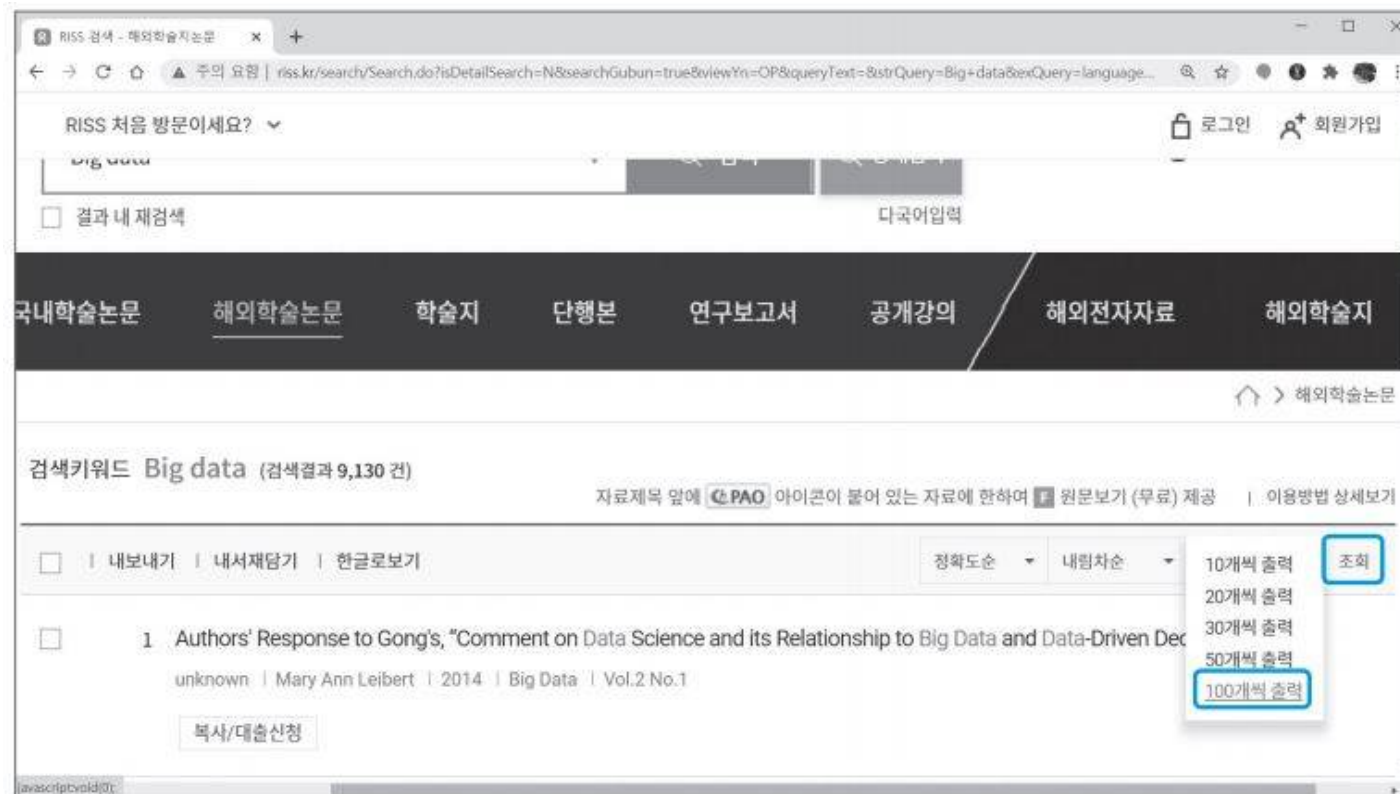 RISS 검색 - 해외학술지논문 × +
주의 요함 | riss.kr/search/Search.do?isDetailSearch=N&searchGubun=true&viewYn=OP&queryText=&strQuery=Big+data&exQuery=language...
RISS 처음 방문이세요? 로그인 회원가입
Big data
결과 내 재검색 다국어입력
국내학술논문 해외학술논문 학술지 단행본 연구보고서 공개강의 해외전자자료 해외학술지
> 해외학술논문
검색키워드 Big data (검색결과 9,130 건)
자료제목 앞에 PAO 아이콘이 붙어 있는 자료에 한하여 F 원문보기 (무료) 제공 | 이용방법 상세보기
| 내보내기 | 내서재담기 | 한글로보기 정확도순 내림차순 10개씩 출력 조회
20개씩 출력
30개씩 출력
50개씩 출력
100개씩 출력
1 Authors' Response to Gong's, "Comment on Data Science and its Relationship to Big Data and Data-Driven Dec
unknown | Mary Ann Leibert | 2014 | Big Data | Vol.2 No.1
복사/대출신청
javascript:void(0);